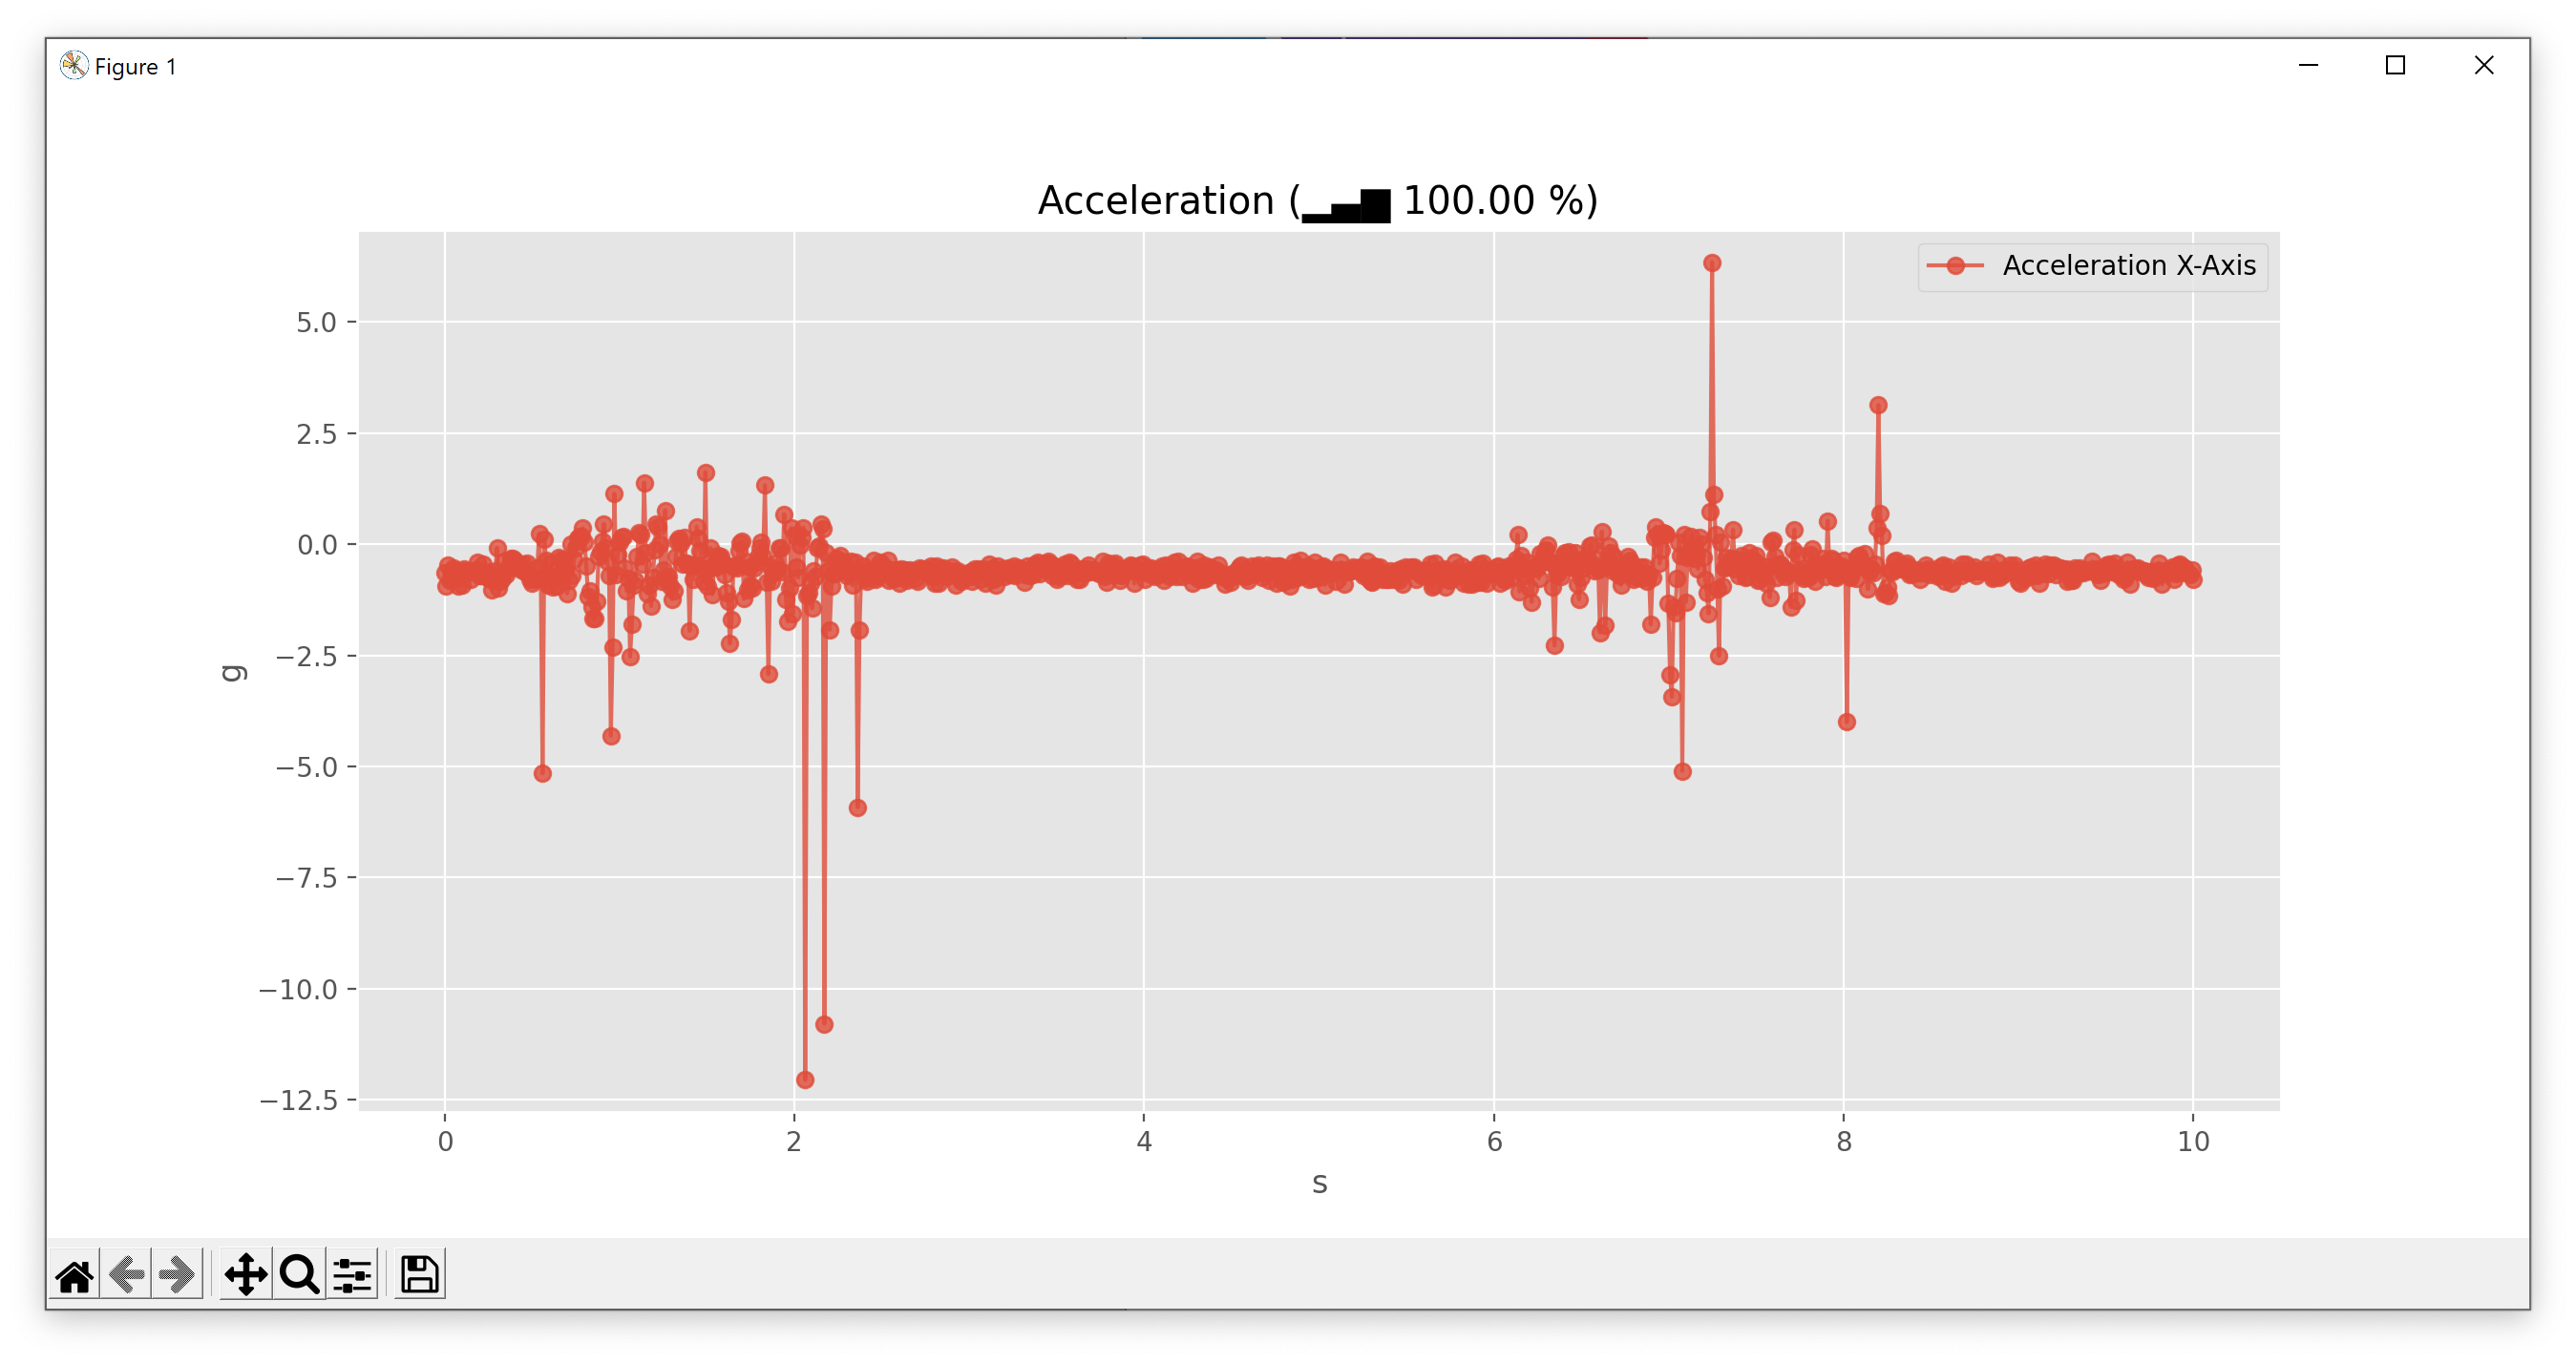 Figure 1
Acceleration (▂▄▆ 100.00 %)
Acceleration X-Axis
5.0
2.5
0.0
−2.5
−5.0
−7.5
−10.0
−12.5
g
0 2 4 6 8 10
s